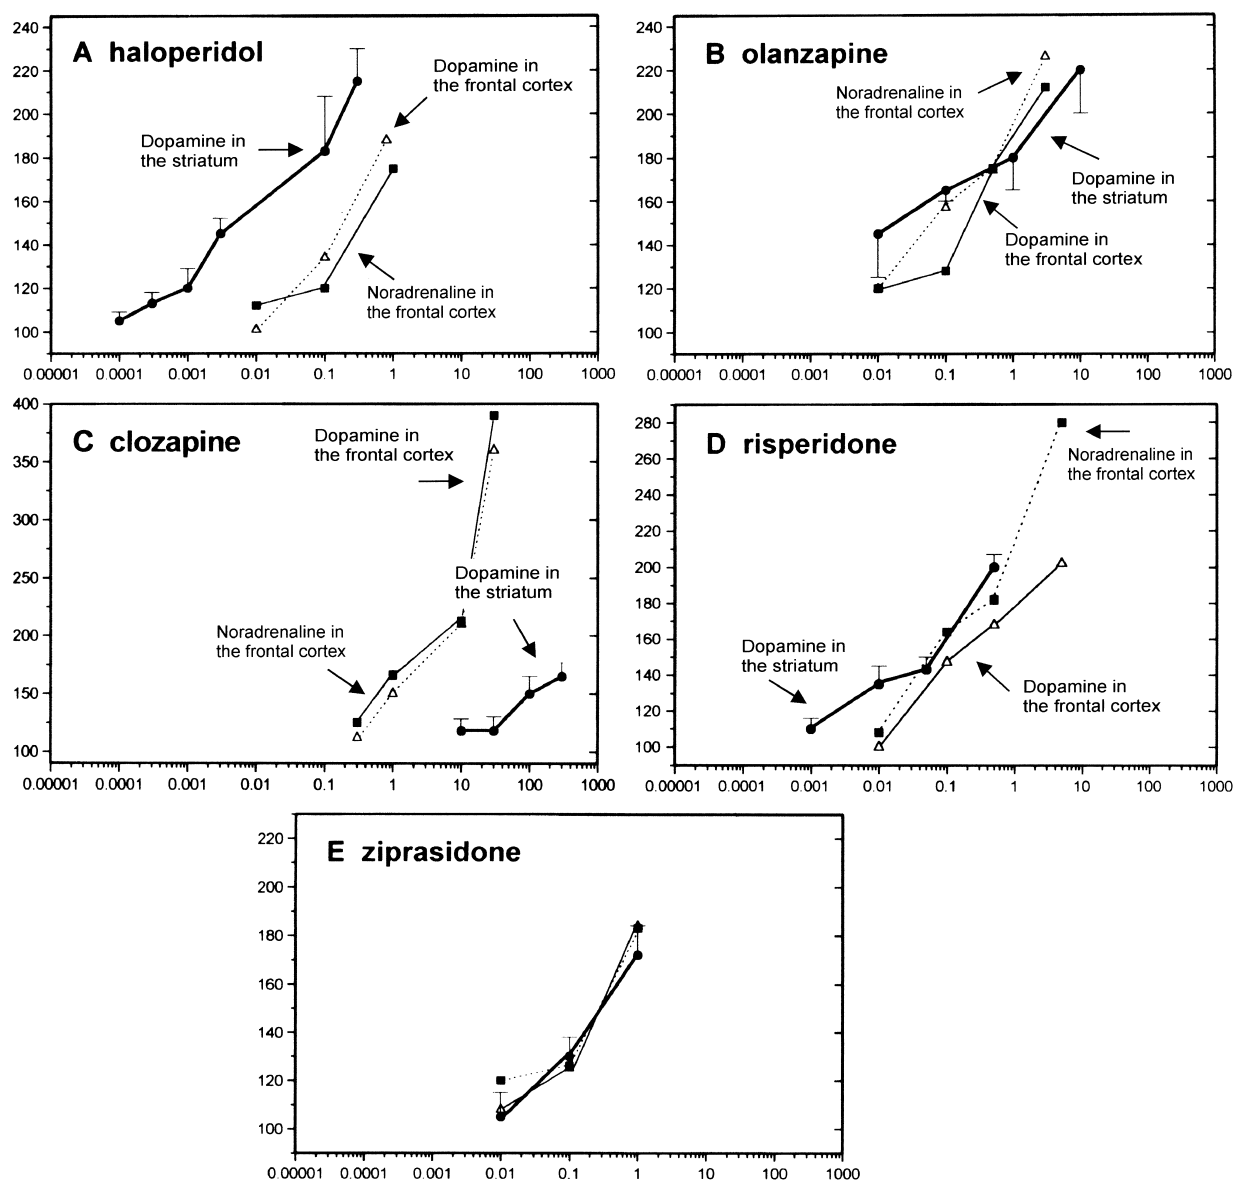 A haloperidol
240
220
200
180
160
140
120
100
Dopamine in
the striatum
Dopamine in
the frontal cortex
Noradrenaline in
the frontal cortex
0.00001 0.0001 0.001 0.01 0.1 1 10 100 1000
B olanzapine
240
220
200
180
160
140
120
100
Noradrenaline in
the frontal cortex
Dopamine in
the striatum
Dopamine in
the frontal cortex
0.00001 0.0001 0.001 0.01 0.1 1 10 100 1000
C clozapine
400
350
300
250
200
150
100
Dopamine in
the frontal cortex
Dopamine in
the striatum
Noradrenaline in
the frontal cortex
0.00001 0.0001 0.001 0.01 0.1 1 10 100 1000
D risperidone
280
260
240
220
200
180
160
140
120
100
Noradrenaline in
the frontal cortex
Dopamine in
the striatum
Dopamine in
the frontal cortex
0.00001 0.0001 0.001 0.01 0.1 1 10 100 1000
E ziprasidone
220
200
180
160
140
120
100
0.00001 0.0001 0.001 0.01 0.1 1 10 100 1000